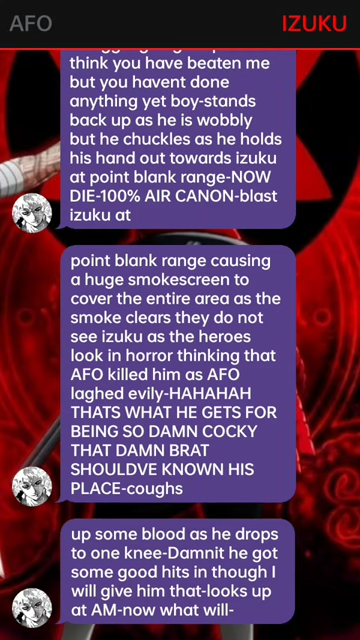 AFO
IZUKU
think you have beaten me
but you havent done
anything yet boy-stands
back up as he is wobbly
but he chuckles as he holds
his hand out towards izuku
at point blank range-NOW
DIE-100% AIR CANON-blast
izuku at
point blank range causing
a huge smokescreen to
cover the entire area as the
smoke clears they do not
see izuku as the heroes
look in horror thinking that
AFO killed him as AFO
laghed evily-HAHAHAH
THATS WHAT HE GETS FOR
BEING SO DAMN COCKY
THAT DAMN BRAT
SHOULDVE KNOWN HIS
PLACE-coughs
up some blood as he drops
to one knee-Damnit he got
some good hits in though I
will give him that-looks up
at AM-now what will-